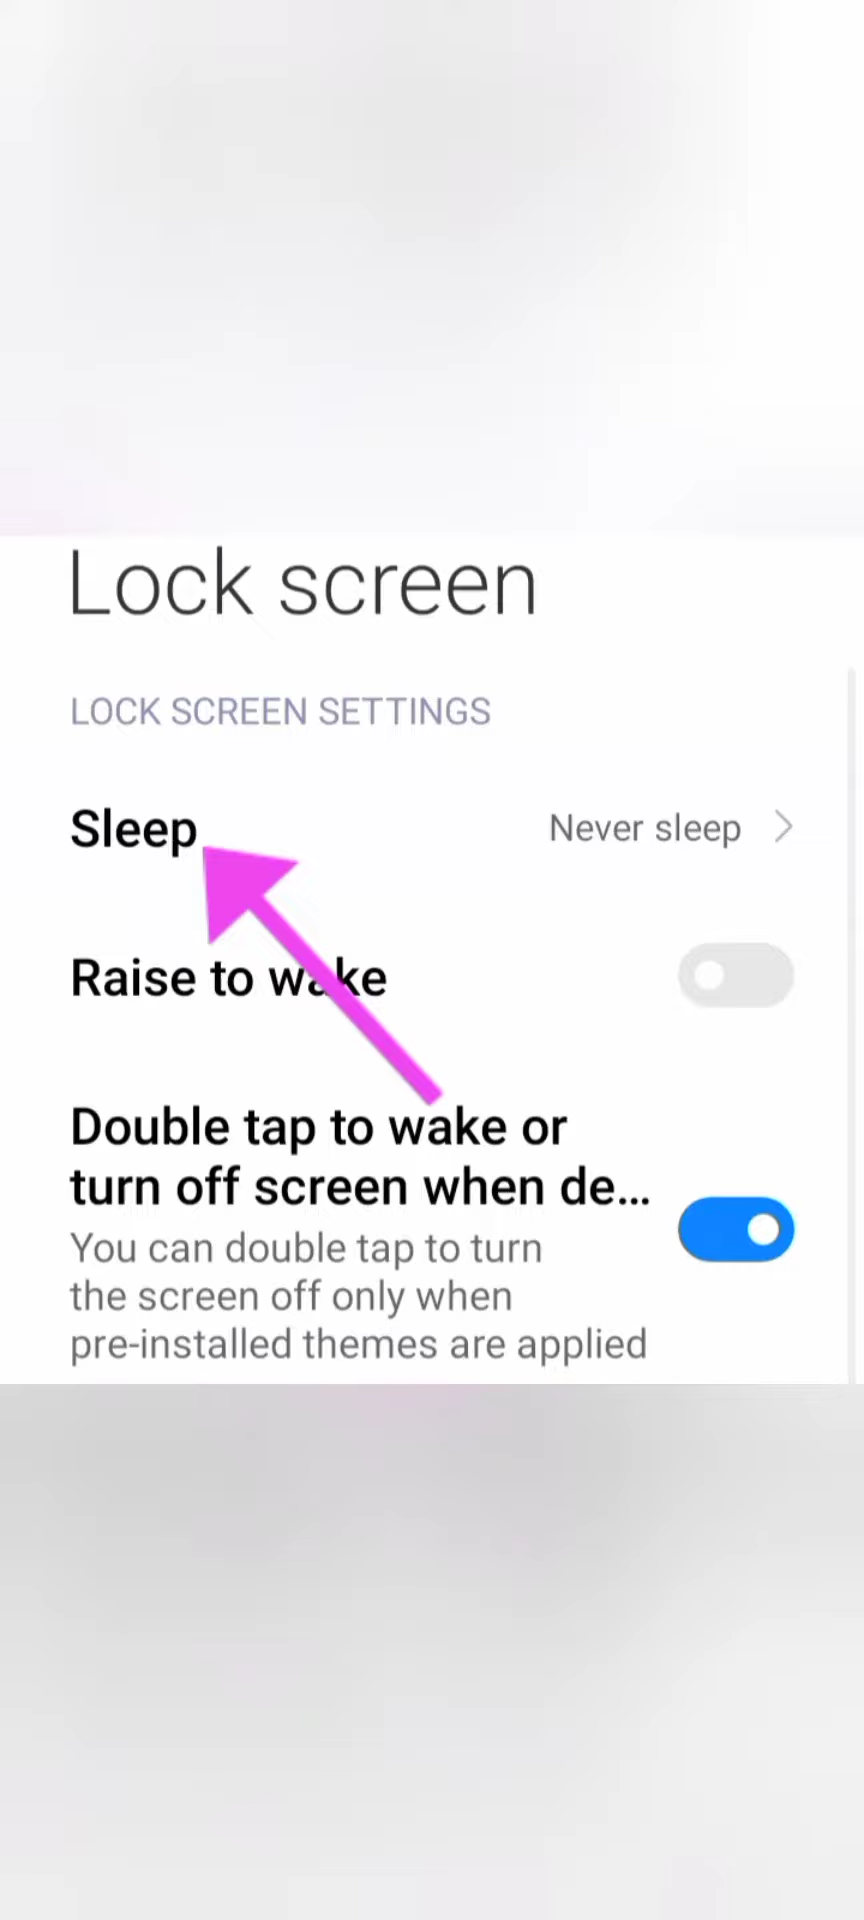 Lock screen
LOCK SCREEN SETTINGS
Sleep
Never sleep
Raise to wake
Double tap to wake or
turn off screen when de...
You can double tap to turn
the screen off only when
pre-installed themes are applied